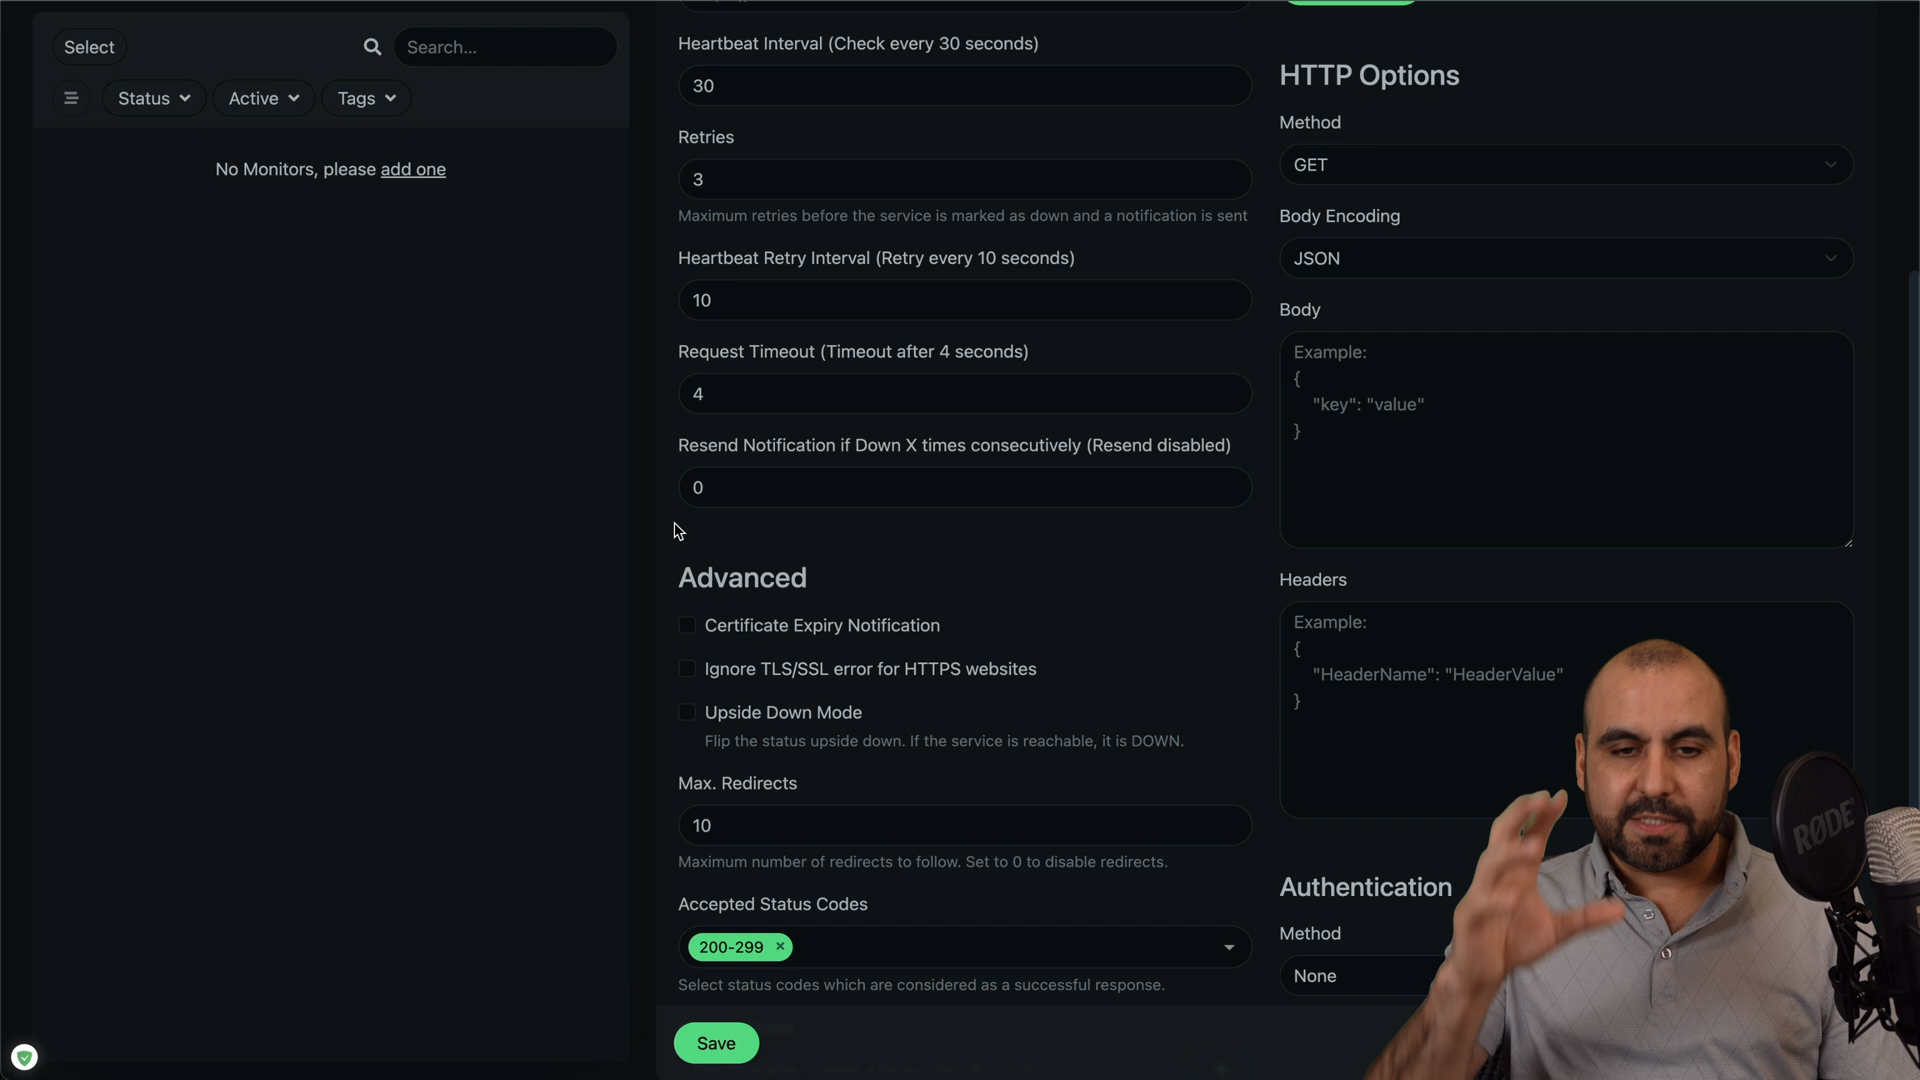 Select
Search...
Status
Active
Tags
No Monitors, please add one
Heartbeat Interval (Check every 30 seconds)
30
Retries
3
Maximum retries before the service is marked as down and a notification is sent
Heartbeat Retry Interval (Retry every 10 seconds)
10
Request Timeout (Timeout after 4 seconds)
4
Resend Notification if Down X times consecutively (Resend disabled)
0
Advanced
Certificate Expiry Notification
Ignore TLS/SSL error for HTTPS websites
Upside Down Mode
Flip the status upside down. If the service is reachable, it is DOWN.
Max. Redirects
10
Maximum number of redirects to follow. Set to 0 to disable redirects.
Accepted Status Codes
200-299 ×
Select status codes which are considered as a successful response.
Save
HTTP Options
Method
GET
Body Encoding
JSON
Body
Example:
{
"key": "value"
}
Headers
Example:
{
"HeaderName": "HeaderValue"
}
Authentication
Method
None
RØDE